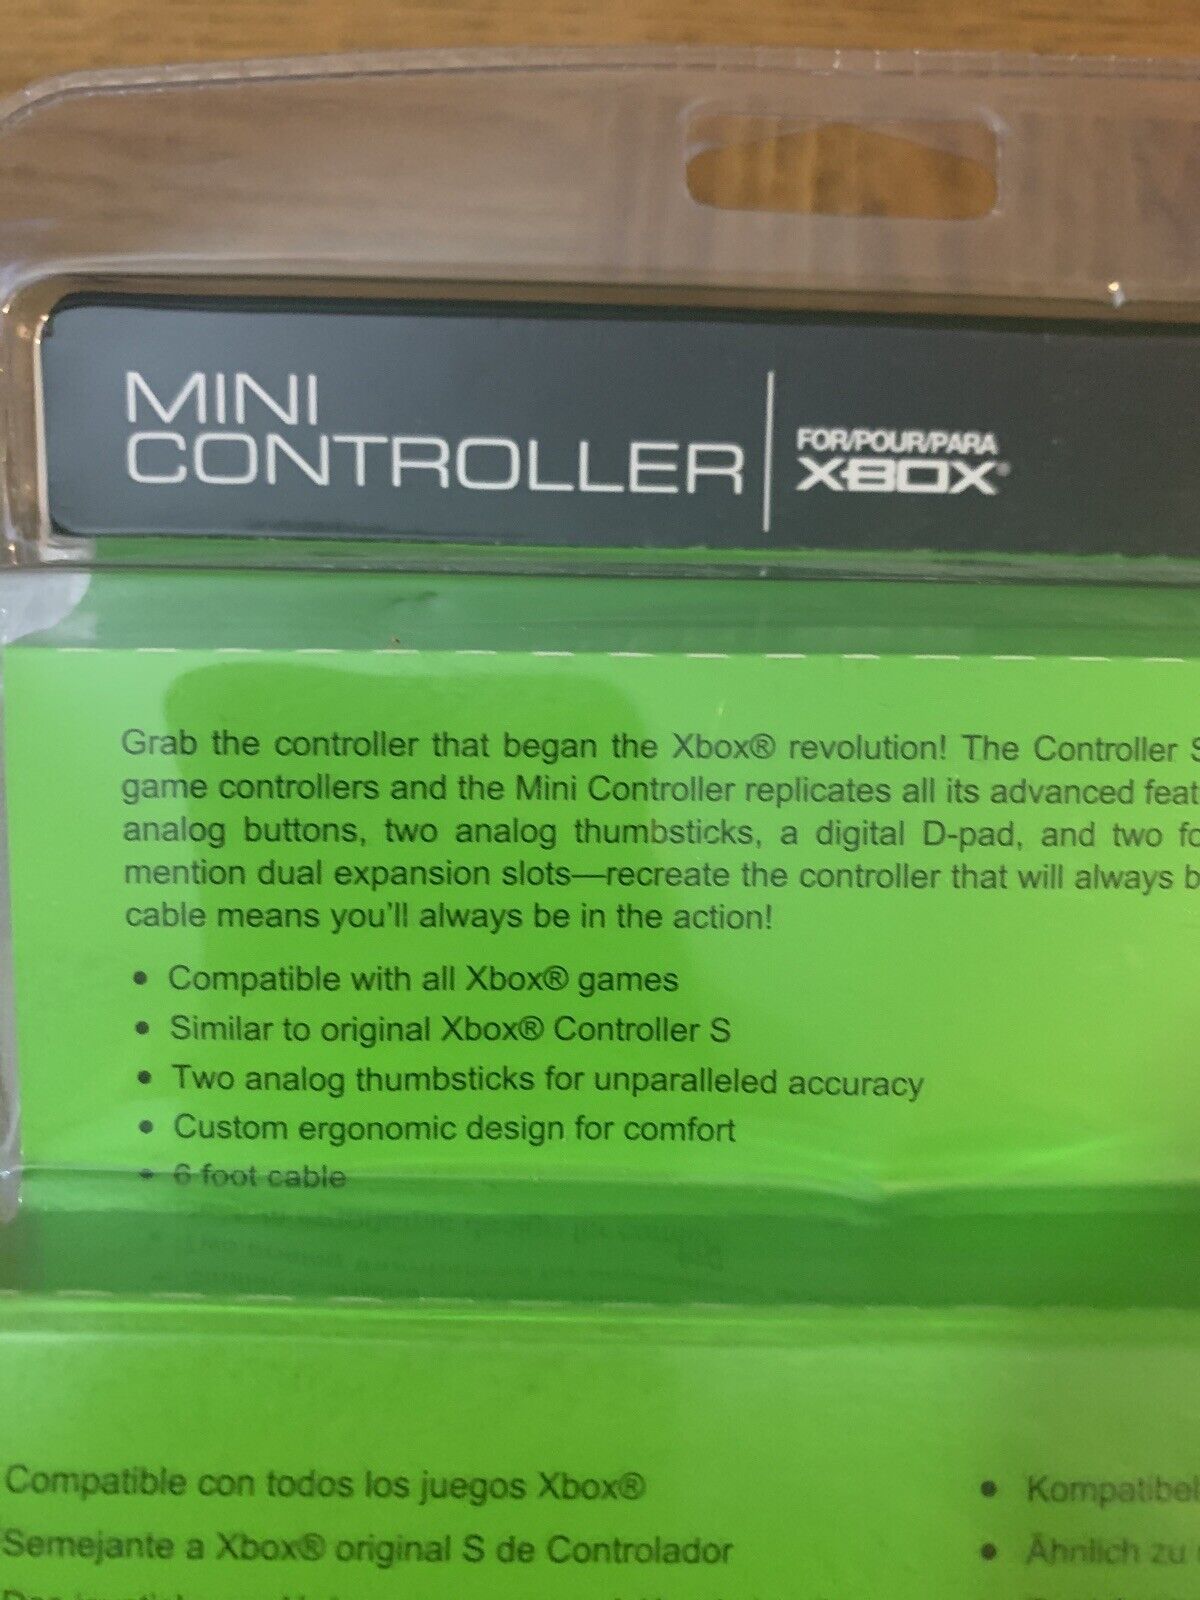 MINI
CONTROLLER
FOR/POUR/PARA
XBOX®
Grab the controller that began the Xbox® revolution! The Controller S
game controllers and the Mini Controller replicates all its advanced feat
analog buttons, two analog thumbsticks, a digital D-pad, and two fo
mention dual expansion slots—recreate the controller that will always b
cable means you'll always be in the action!
• Compatible with all Xbox® games
• Similar to original Xbox® Controller S
• Two analog thumbsticks for unparalleled accuracy
• Custom ergonomic design for comfort
• 6 foot cable
Compatible con todos los juegos Xbox®
Semejante a Xbox® original S de Controlador
• Kompatibel
• Ähnlich zu